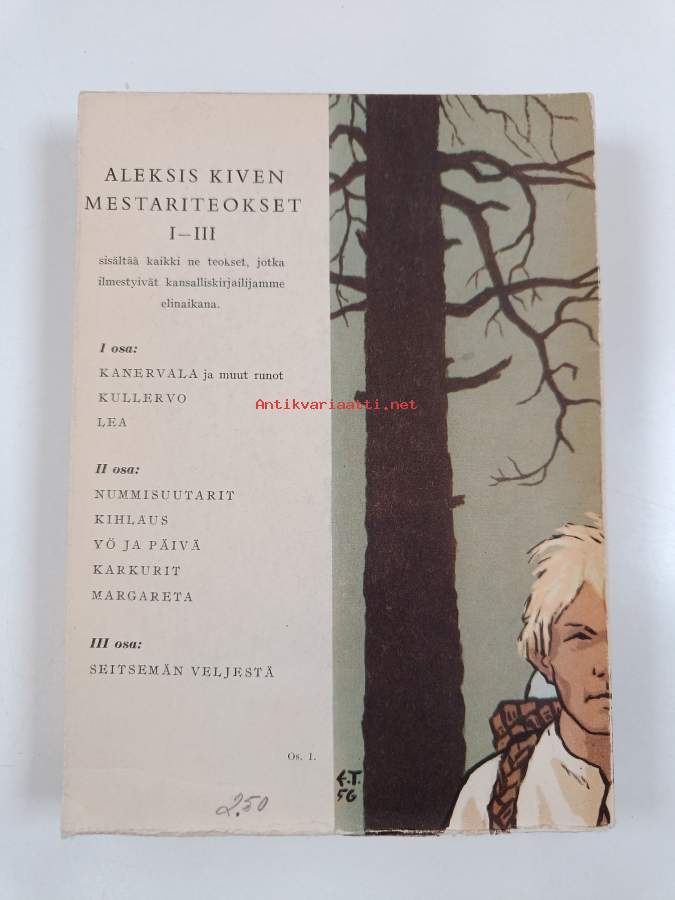 ALEKSIS KIVEN
MESTARITEOKSET
I–III
sisältää kaikki ne teokset, jotka
ilmestyivät kansalliskirjailijamme
elinaikana.
I osa:
KANERVALA ja muut runot
KULLERVO
LEA
II osa:
NUMMISUUTARIT
KIHLAUS
YÖ JA PÄIVÄ
KARKURIT
MARGARETA
III osa:
SEITSEMÄN VELJESTÄ
Os. 1.
2.50
E.T.
56
Antikvariaatti.net